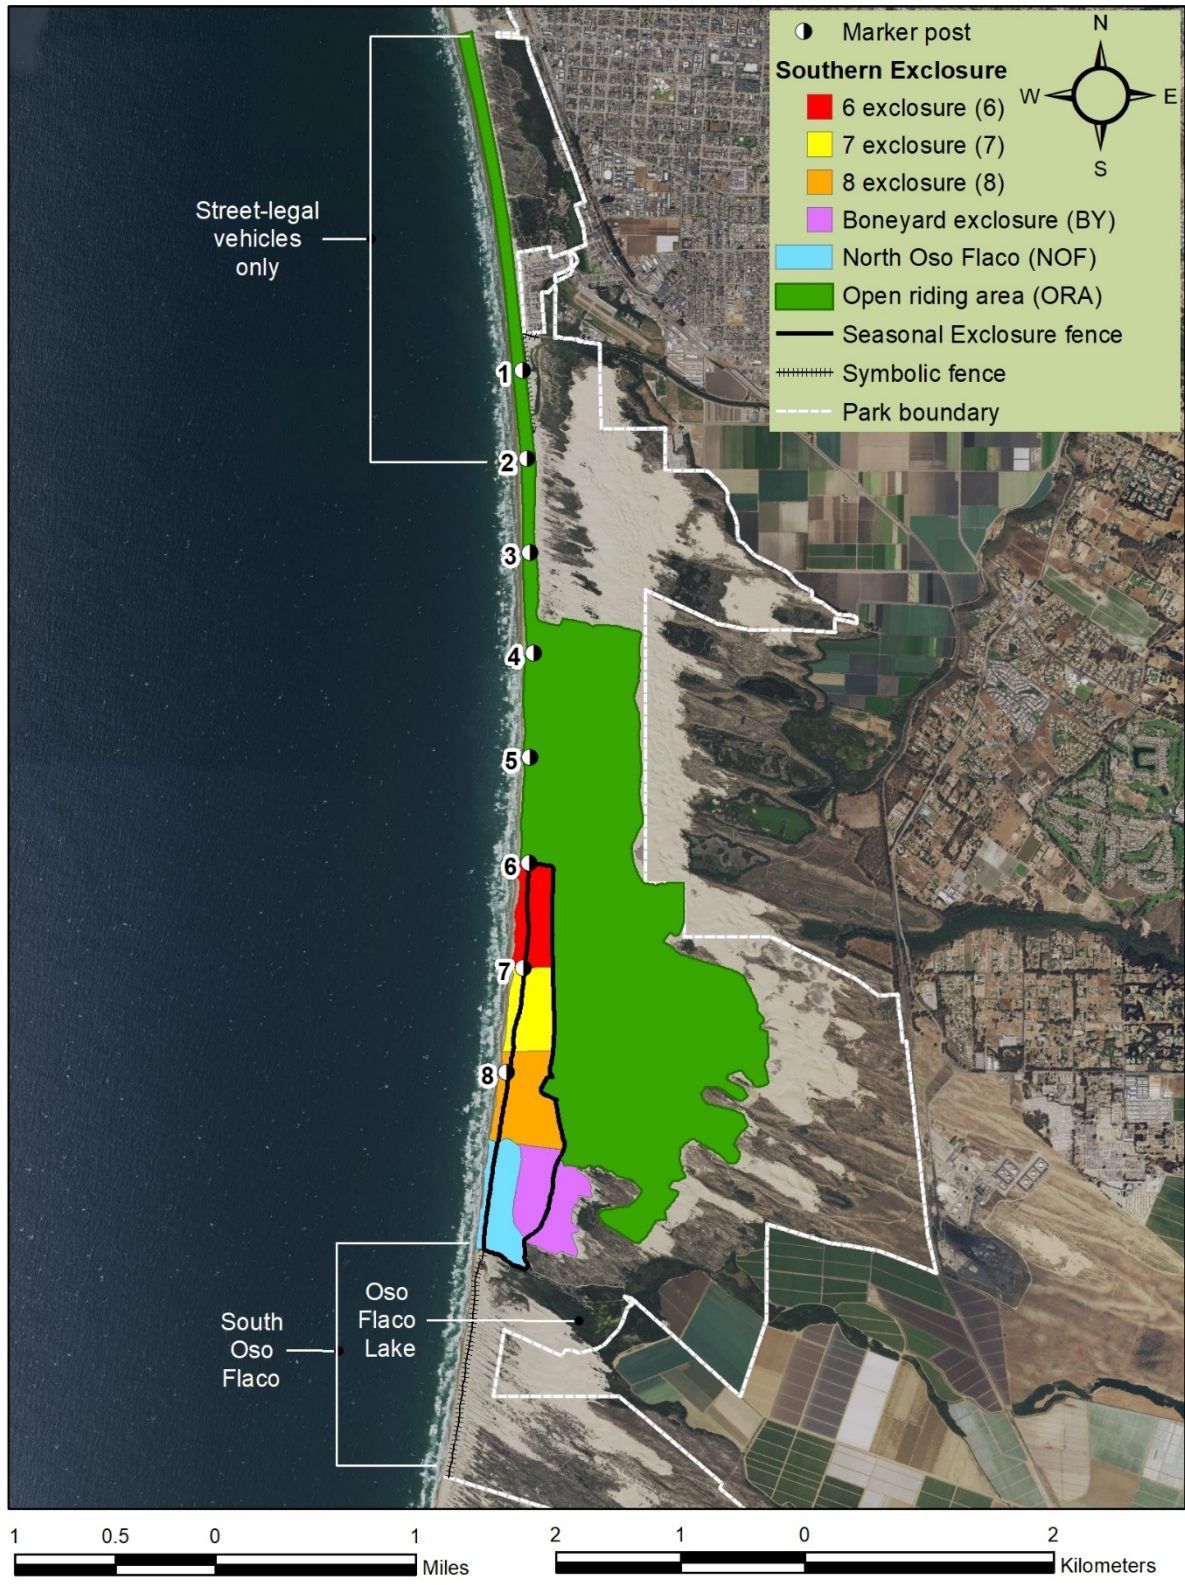 Marker post
Southern Exclosure
6 exclosure (6)
7 exclosure (7)
8 exclosure (8)
Boneyard exclosure (BY)
North Oso Flaco (NOF)
Open riding area (ORA)
Seasonal Exclosure fence
Symbolic fence
Park boundary
N
W E
S
Street-legal
vehicles
only
1
2
3
4
5
6
7
8
South
Oso
Flaco
Oso
Flaco
Lake
1 0.5 0 1
Miles
2 1 0 2
Kilometers